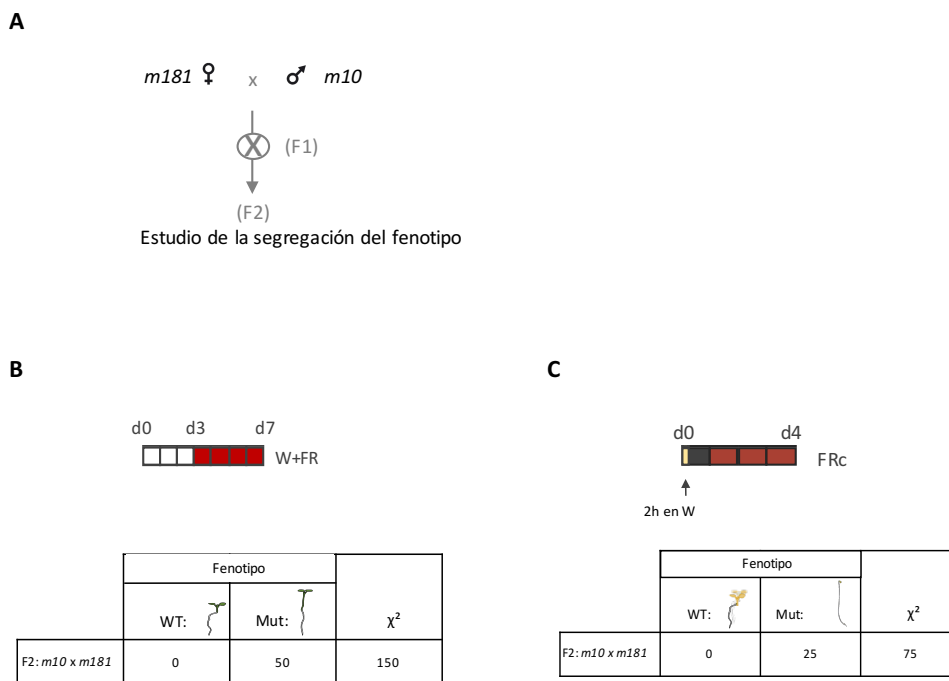 A
m181 ♀ x ♂ m10
X (F1)
(F2)
Estudio de la segregación del fenotipo
B
d0 d3 d7
W+FR
Fenotipo
WT: Mut: χ²
F2: m10 x m181 0 50 150
C
d0 d4
FRc
2h en W
Fenotipo
WT: Mut: χ²
F2: m10 x m181 0 25 75